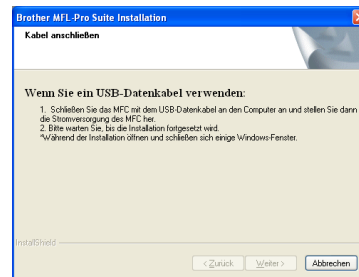 Brother MFL-Pro Suite Installation
Kabel anschließen
Wenn Sie ein USB-Datenkabel verwenden:
1. Schließen Sie das MFC mit dem USB-Datenkabel an den Computer an und stellen Sie dann
die Stromversorgung des MFC her.
2. Bitte warten Sie, bis die Installation fortgesetzt wird.
*Während der Installation öffnen und schließen sich einige Windows-Fenster.
InstallShield
< Zurück Weiter > Abbrechen